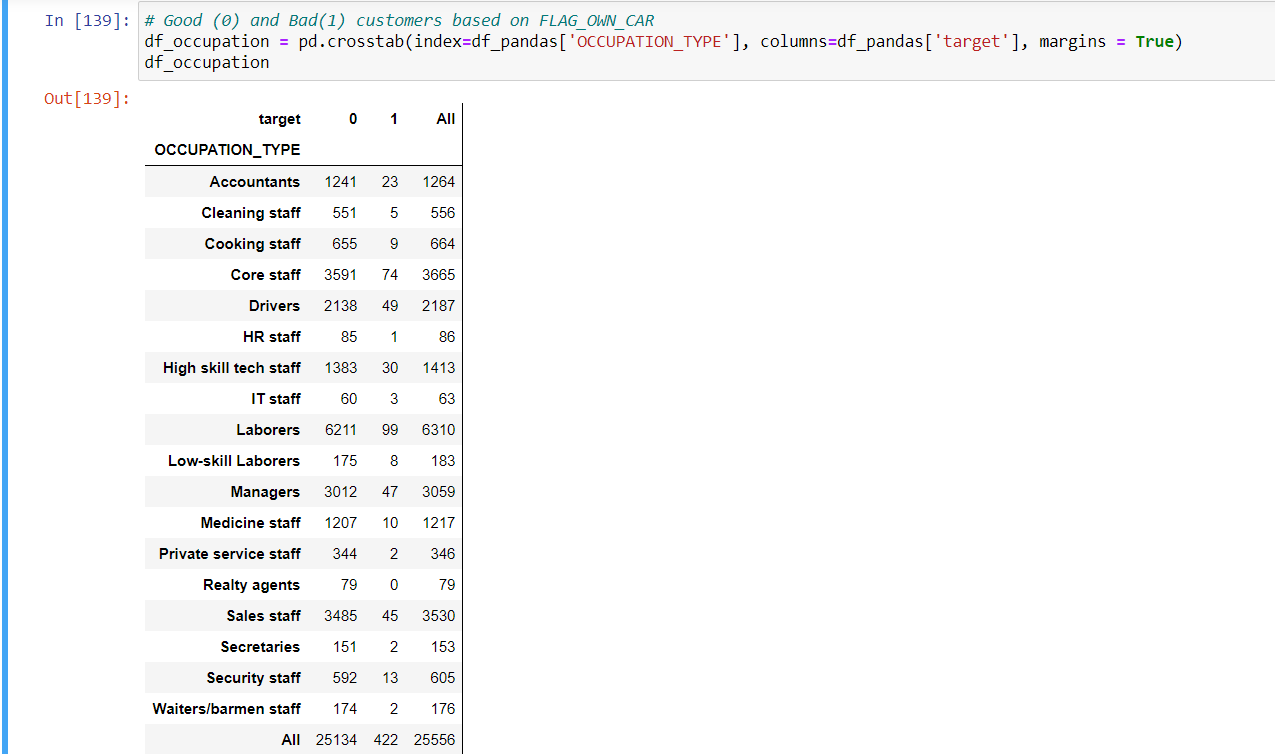 In [139]: # Good (0) and Bad(1) customers based on FLAG_OWN_CAR
df_occupation = pd.crosstab(index=df_pandas['OCCUPATION_TYPE'], columns=df_pandas['target'], margins = True)
df_occupation
Out[139]:
target 0 1 All
OCCUPATION_TYPE
Accountants 1241 23 1264
Cleaning staff 551 5 556
Cooking staff 655 9 664
Core staff 3591 74 3665
Drivers 2138 49 2187
HR staff 85 1 86
High skill tech staff 1383 30 1413
IT staff 60 3 63
Laborers 6211 99 6310
Low-skill Laborers 175 8 183
Managers 3012 47 3059
Medicine staff 1207 10 1217
Private service staff 344 2 346
Realty agents 79 0 79
Sales staff 3485 45 3530
Secretaries 151 2 153
Security staff 592 13 605
Waiters/barmen staff 174 2 176
All 25134 422 25556